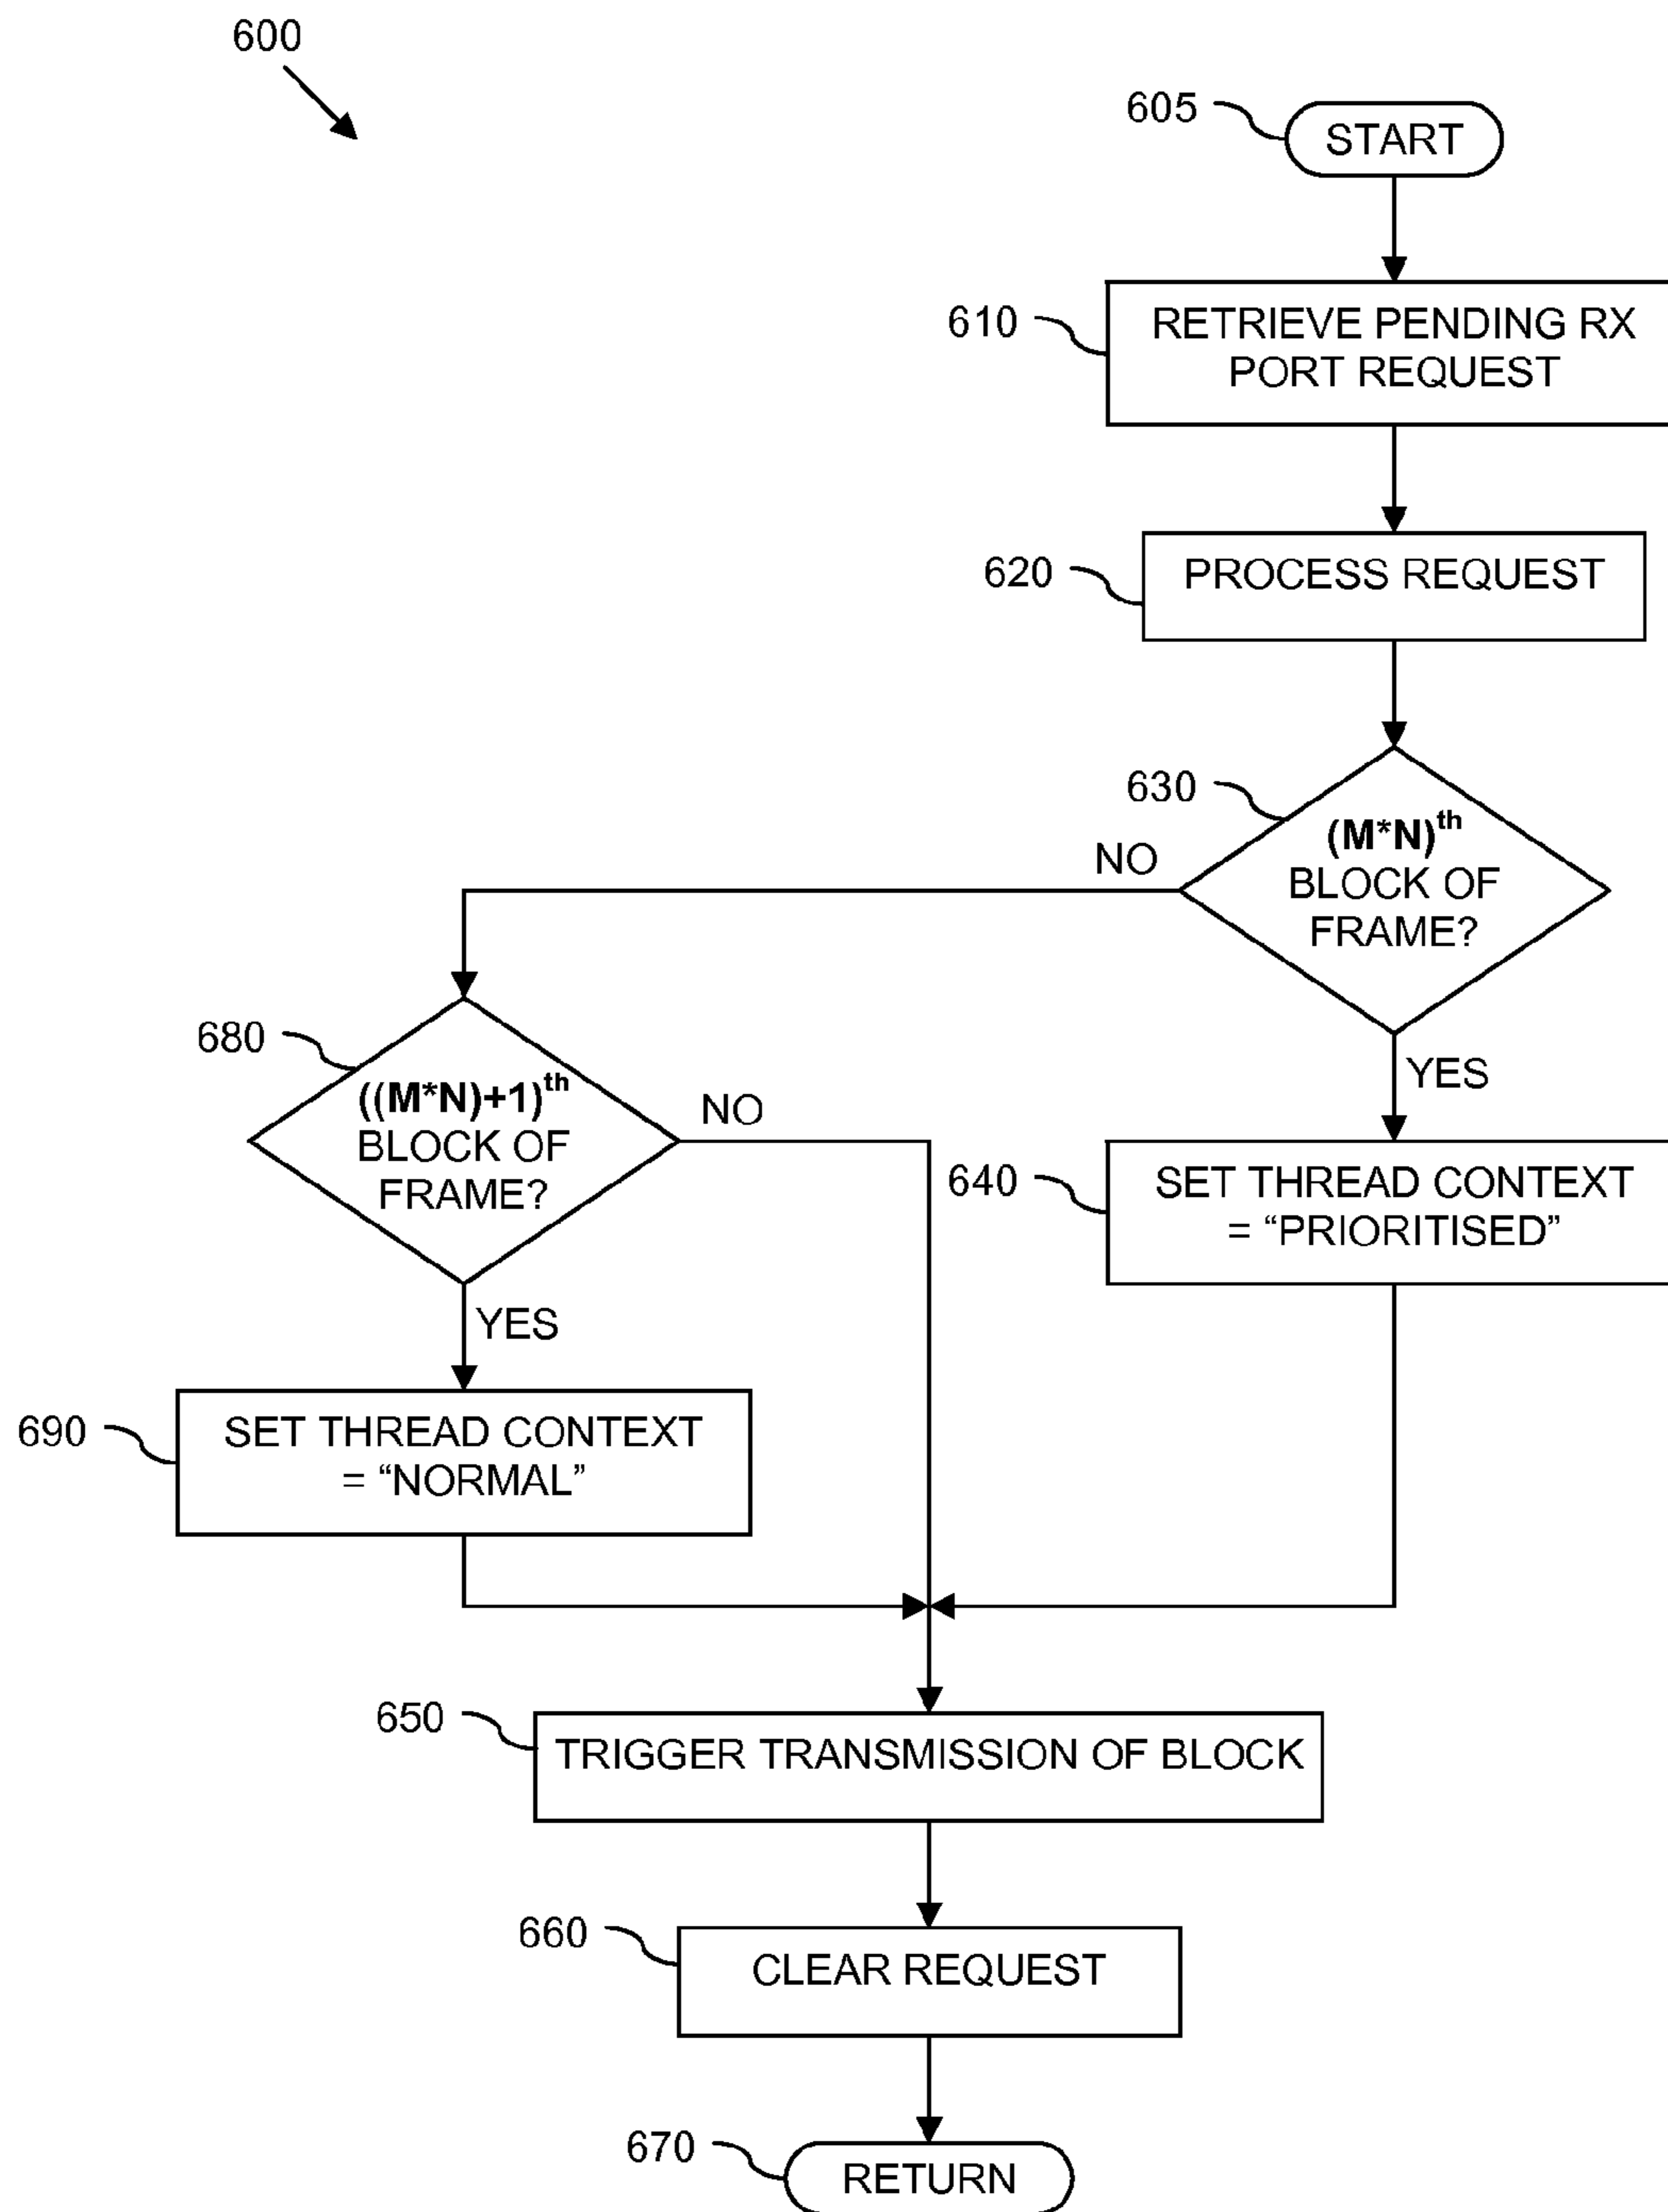 600
605
START
610
RETRIEVE PENDING RX
PORT REQUEST
620
PROCESS REQUEST
630
(M*N)th
BLOCK OF
FRAME?
NO
YES
680
((M*N)+1)th
BLOCK OF
FRAME?
NO
YES
640
SET THREAD CONTEXT
= “PRIORITISED”
690
SET THREAD CONTEXT
= “NORMAL”
650
TRIGGER TRANSMISSION OF BLOCK
660
CLEAR REQUEST
670
RETURN